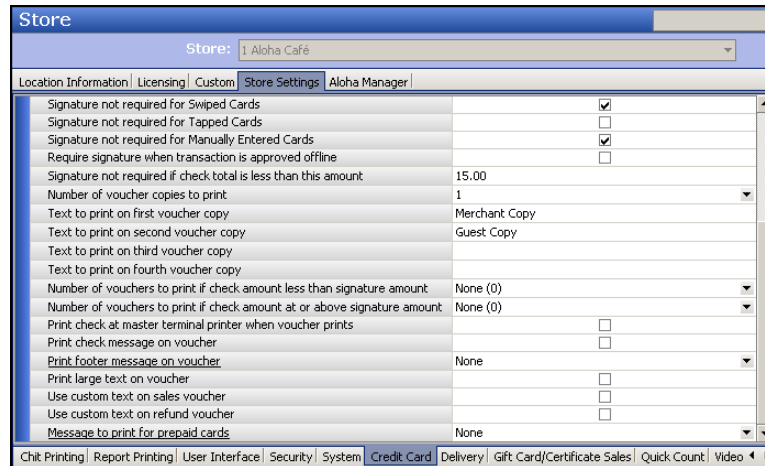 Store
Store: 1 Aloha Café
Location Information Licensing Custom Store Settings Aloha Manager
Signature not required for Swiped Cards
Signature not required for Tapped Cards
Signature not required for Manually Entered Cards
Require signature when transaction is approved offline
Signature not required if check total is less than this amount 15.00
Number of voucher copies to print 1
Text to print on first voucher copy Merchant Copy
Text to print on second voucher copy Guest Copy
Text to print on third voucher copy
Text to print on fourth voucher copy
Number of vouchers to print if check amount less than signature amount None (0)
Number of vouchers to print if check amount at or above signature amount None (0)
Print check at master terminal printer when voucher prints
Print check message on voucher
Print footer message on voucher None
Print large text on voucher
Use custom text on sales voucher
Use custom text on refund voucher
Message to print for prepaid cards None
Chit Printing Report Printing User Interface Security System Credit Card Delivery Gift Card/Certificate Sales Quick Count Video